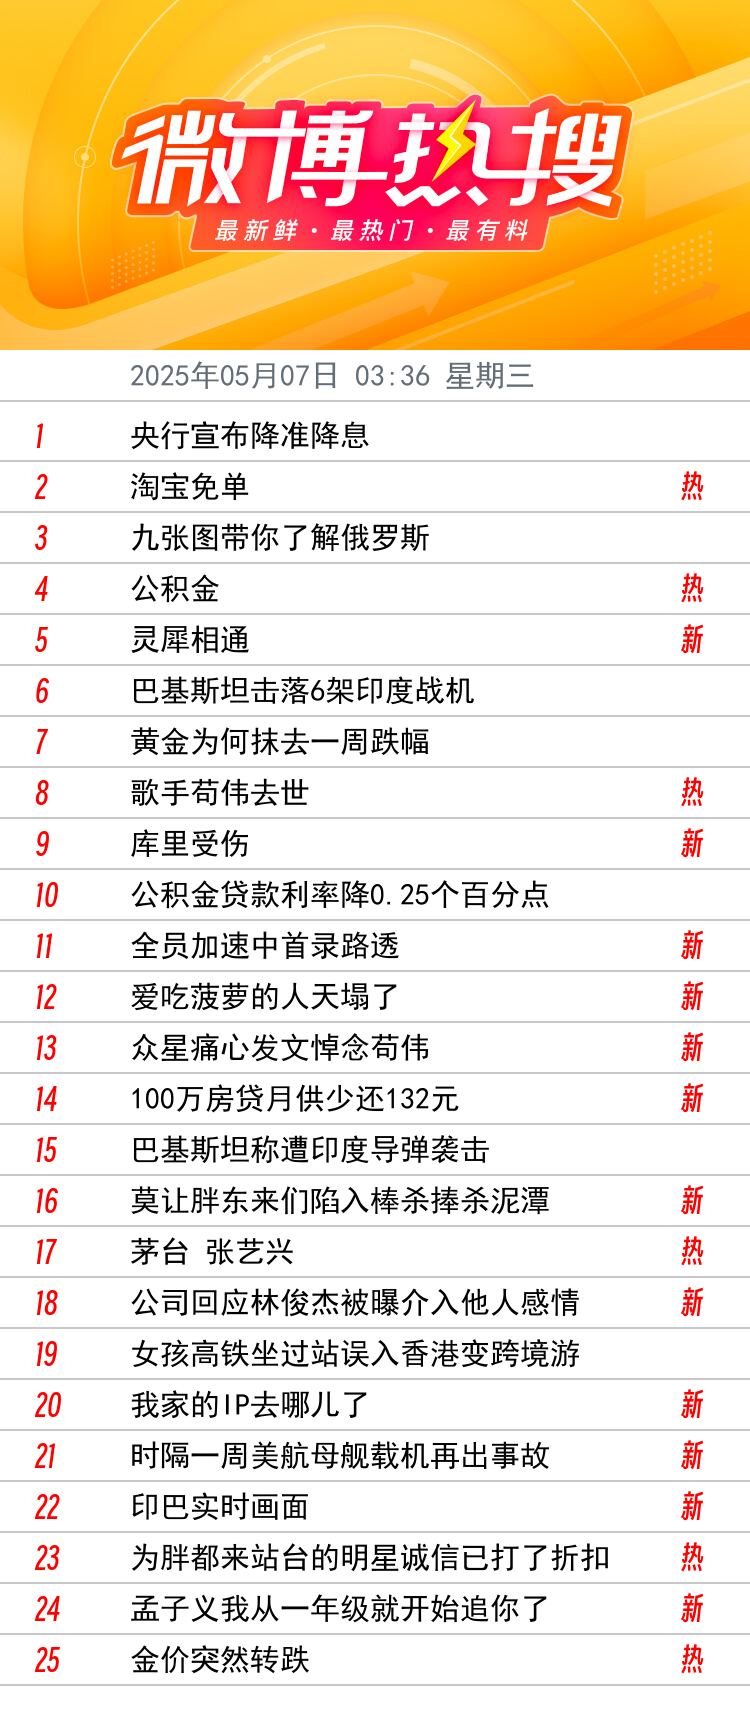 微博热搜
最新鲜·最热门·最有料
2025年05月07日 03:36 星期三
1 央行宣布降准降息
2 淘宝免单 热
3 九张图带你了解俄罗斯
4 公积金 热
5 灵犀相通 新
6 巴基斯坦击落6架印度战机
7 黄金为何抹去一周跌幅
8 歌手苟伟去世 热
9 库里受伤 新
10 公积金贷款利率降0.25个百分点
11 全员加速中首录路透 新
12 爱吃菠萝的人天塌了 新
13 众星痛心发文悼念苟伟 新
14 100万房贷月供少还132元 新
15 巴基斯坦称遭印度导弹袭击
16 莫让胖东来们陷入棒杀捧杀泥潭 新
17 茅台 张艺兴 热
18 公司回应林俊杰被曝介入他人感情 新
19 女孩高铁坐过站误入香港变跨境游
20 我家的IP去哪儿了 新
21 时隔一周美航母舰载机再出事故 新
22 印巴实时画面 新
23 为胖都来站台的明星诚信已打了折扣 热
24 孟子义我从一年级就开始追你了 新
25 金价突然转跌 热